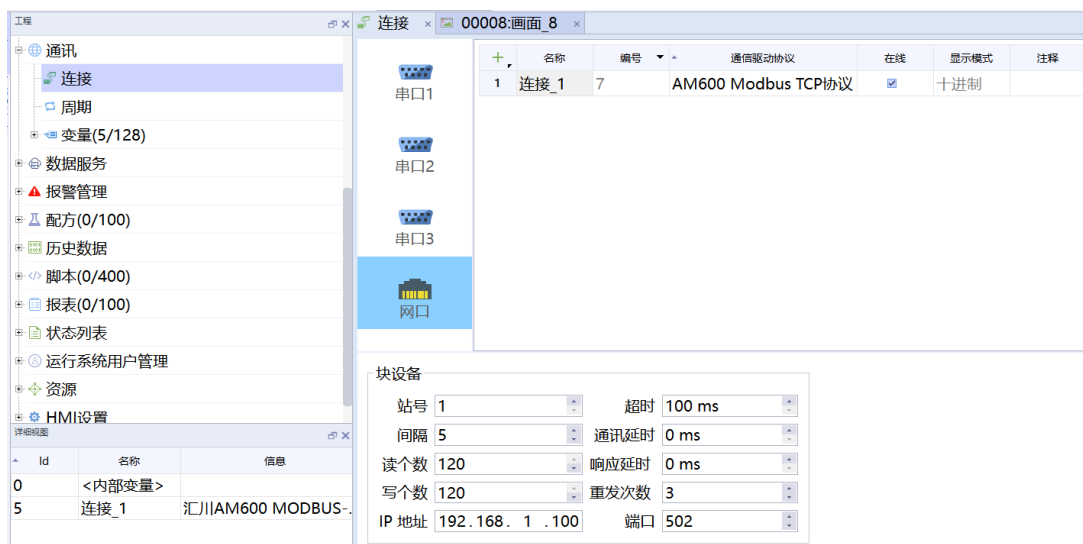 工程
连接 × 00008:画面_8 ×
通讯
连接
周期
变量(5/128)
数据服务
报警管理
配方(0/100)
历史数据
脚本(0/400)
报表(0/100)
状态列表
运行系统用户管理
资源
HMI设置
详细视图
Id 名称 信息
0 <内部变量>
5 连接_1 汇川AM600 MODBUS-.
串口1
串口2
串口3
网口
名称 编号 通信驱动协议 在线 显示模式 注释
1 连接_1 7 AM600 Modbus TCP协议 十进制
块设备
站号 1 超时 100 ms
间隔 5 通讯延时 0 ms
读个数 120 响应延时 0 ms
写个数 120 重发次数 3
IP 地址 192.168. 1 .100 端口 502